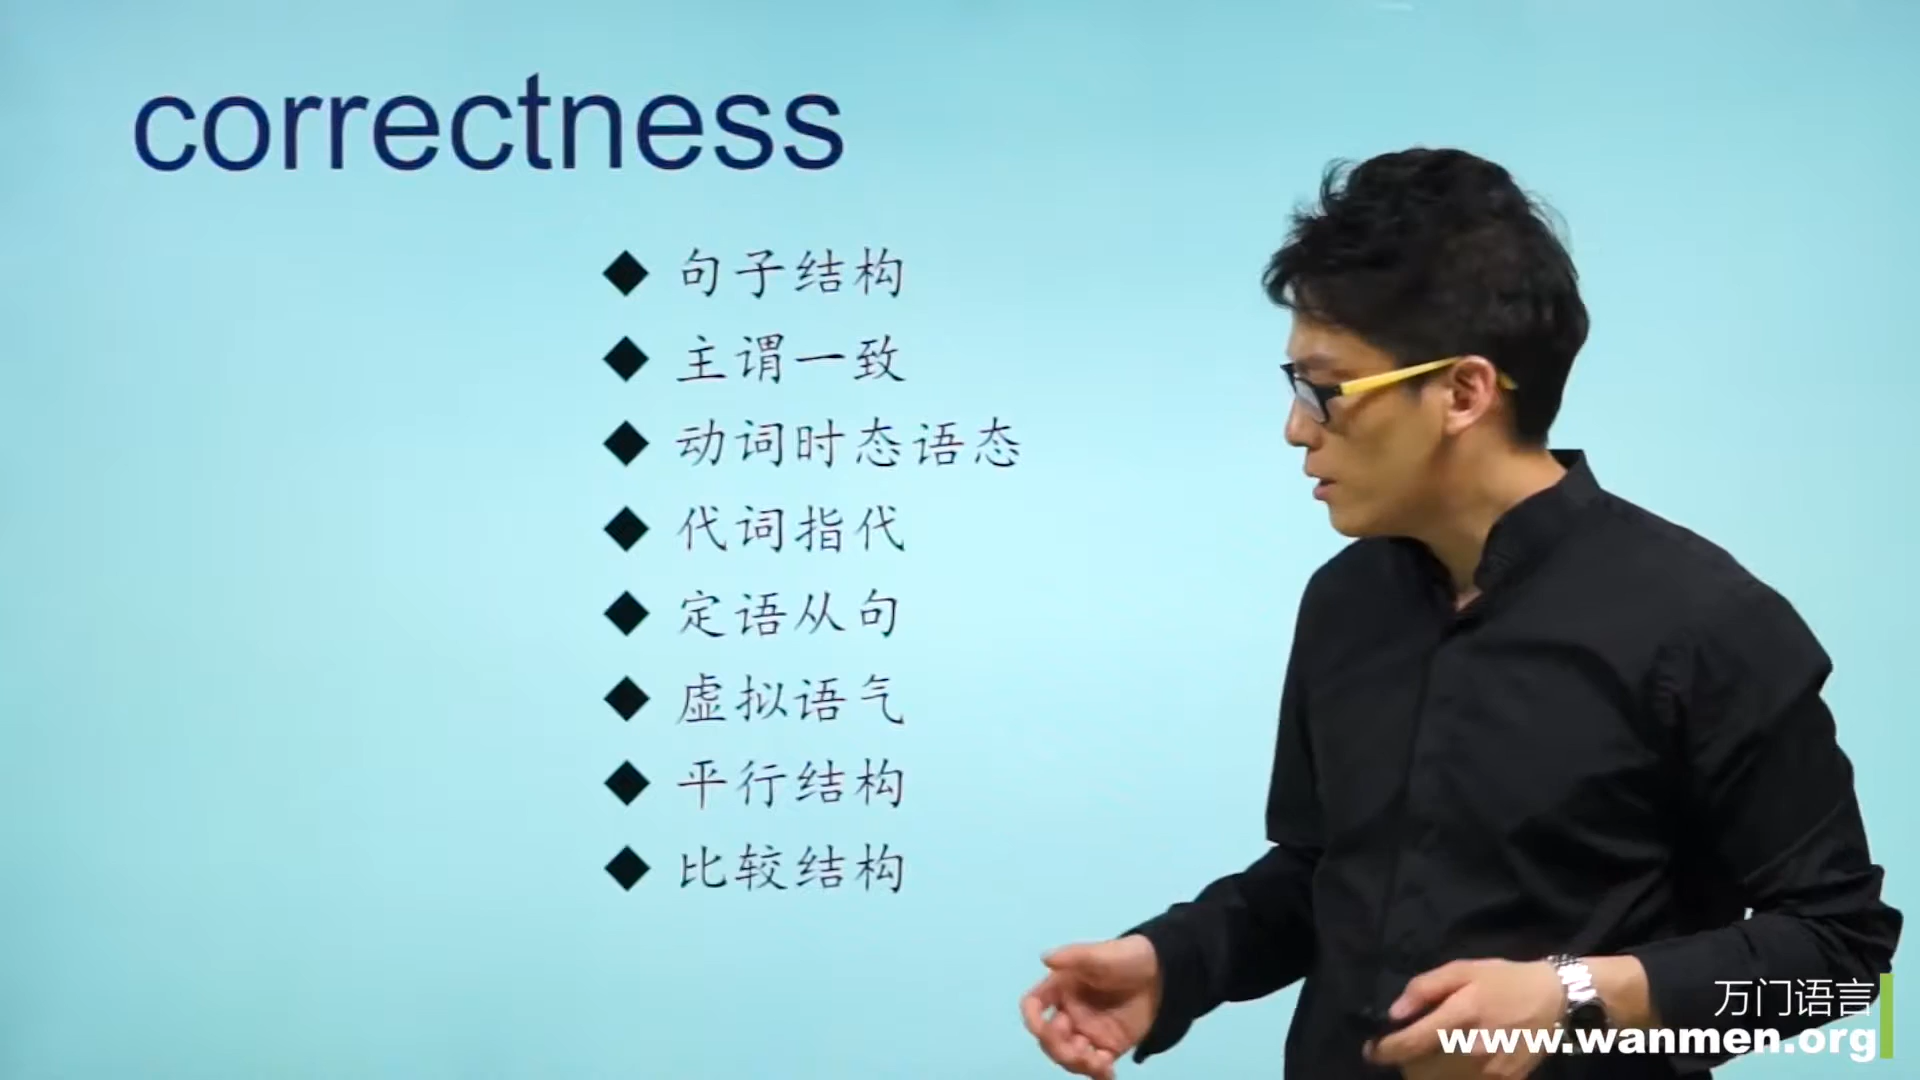 correctness
句子结构
主谓一致
动词时态语态
代词指代
定语从句
虚拟语气
平行结构
比较结构
万门语言
www.wanmen.org